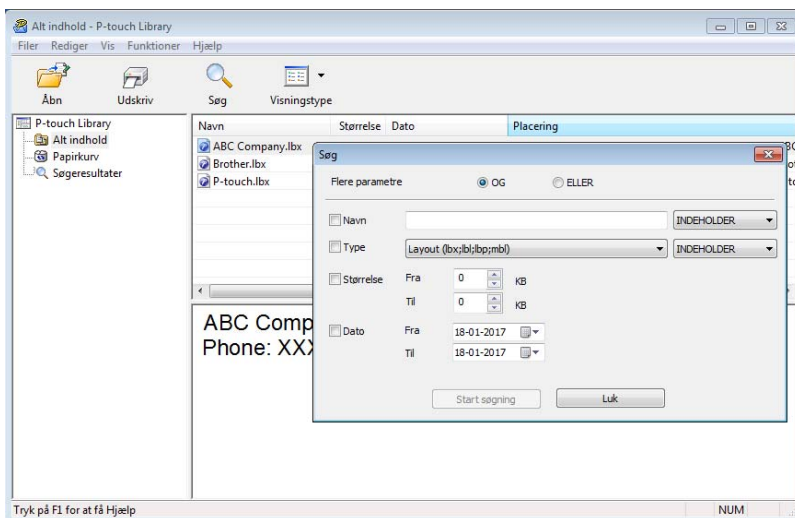 Alt indhold - P-touch Library
Filer Rediger Vis Funktioner Hjælp
Åbn Udskriv Søg Visningstype
P-touch Library
Alt indhold
Papirkurv
Søgeresultater
Navn Størrelse Dato Placering
ABC Company.lbx
Brother.lbx
P-touch.lbx
Søg
Flere parametre OG ELLER
Navn INDEHOLDER
Type Layout (lbx;lbl;lbp;mbl) INDEHOLDER
Størrelse Fra 0 KB
Til 0 KB
Dato Fra 18-01-2017
Til 18-01-2017
Start søgning Luk
ABC Comp
Phone: XXX
Tryk på F1 for at få Hjælp NUM